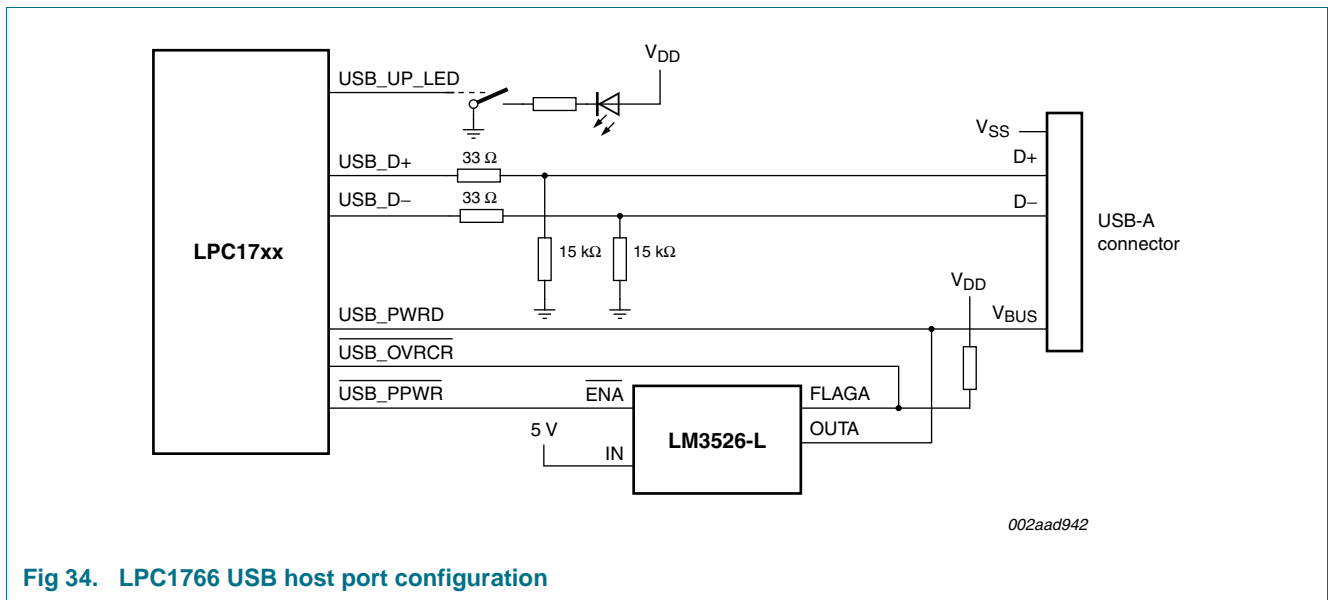 USB_UP_LED
V_DD
V_SS
USB_D+
33 Ω
D+
USB_D−
33 Ω
D−
USB-A
connector
LPC17xx
15 kΩ
15 kΩ
V_DD
USB_PWRD
V_BUS
USB_OVRCR
USB_PPWR
ENA
FLAGA
5 V
IN
LM3526-L
OUTA
002aad942
Fig 34. LPC1766 USB host port configuration